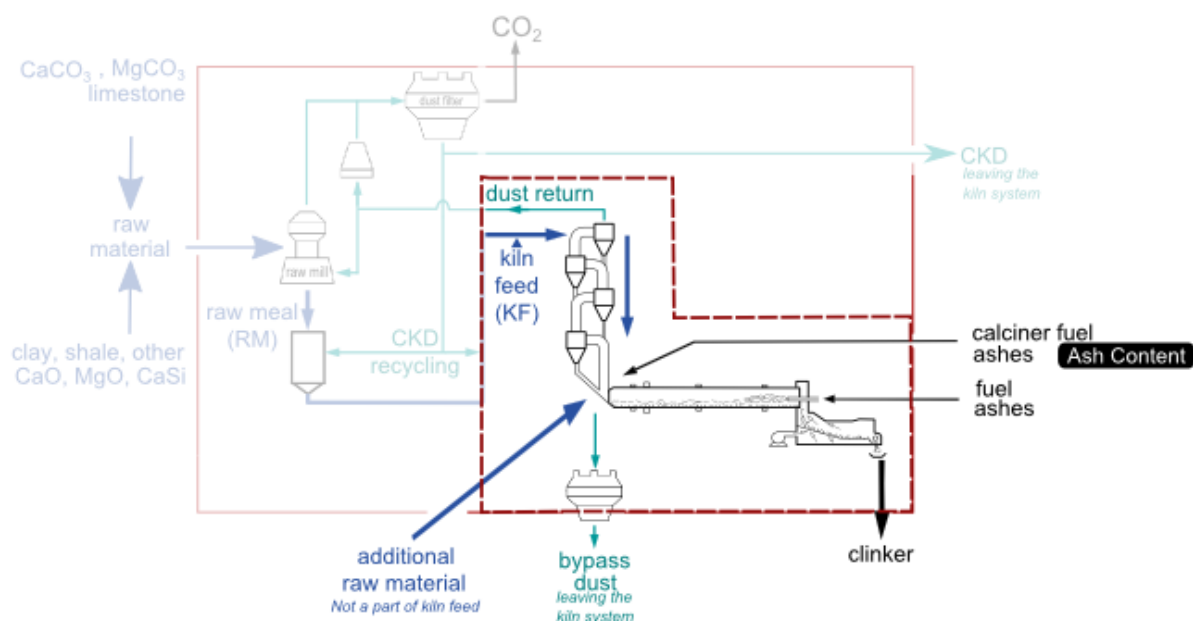 CO₂
CaCO₃ , MgCO₃
limestone
dust filter
CKD
leaving the
kiln system
dust return
raw
material
raw mill
kiln
feed
(KF)
raw meal
(RM)
CKD
recycling
clay, shale, other
CaO, MgO, CaSi
calciner fuel
ashes
Ash Content
fuel
ashes
additional
raw material
Not a part of kiln feed
bypass
dust
leaving the
kiln system
clinker